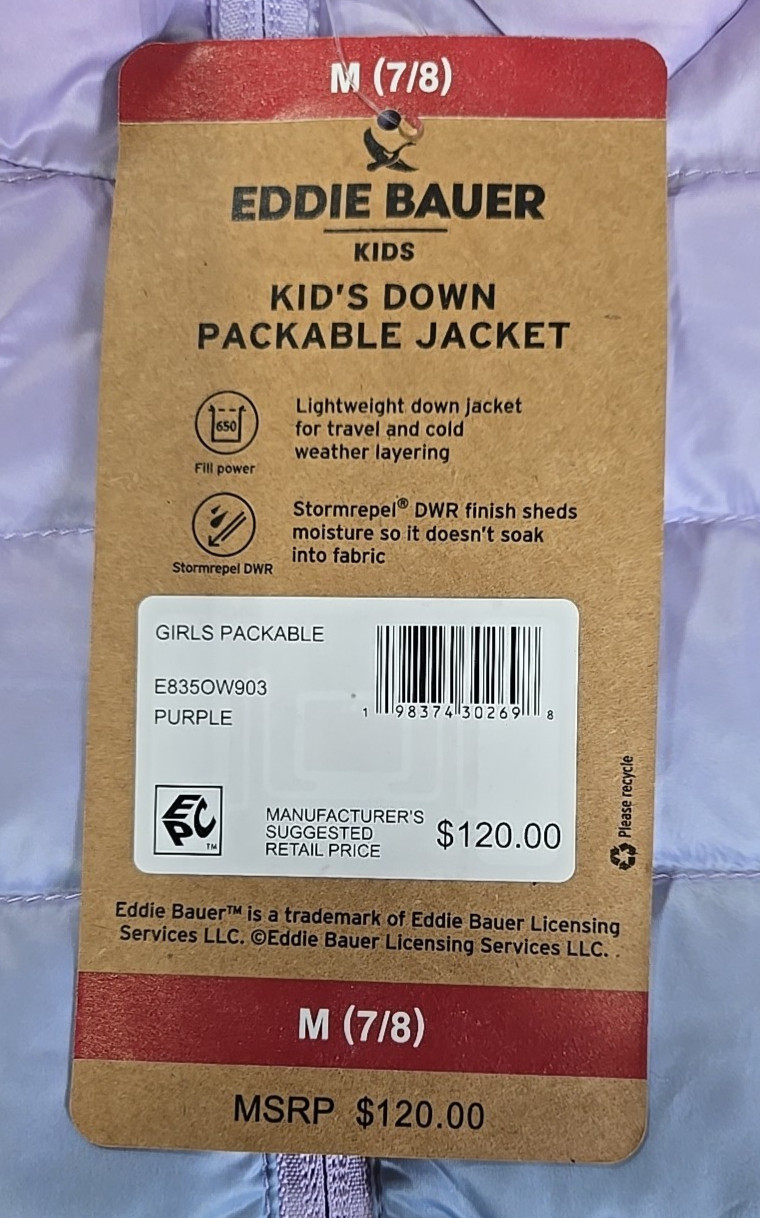 M (7/8)
EDDIE BAUER
KIDS
KID'S DOWN
PACKABLE JACKET
650
Fill power
Lightweight down jacket
for travel and cold
weather layering
Stormrepel DWR
Stormrepel® DWR finish sheds
moisture so it doesn't soak
into fabric
GIRLS PACKABLE
E835OW903
PURPLE
1 98374 30269 8
EPC
TM
MANUFACTURER'S
SUGGESTED
RETAIL PRICE
$120.00
Please recycle
Eddie Bauer™ is a trademark of Eddie Bauer Licensing
Services LLC. ©Eddie Bauer Licensing Services LLC. .
M (7/8)
MSRP $120.00